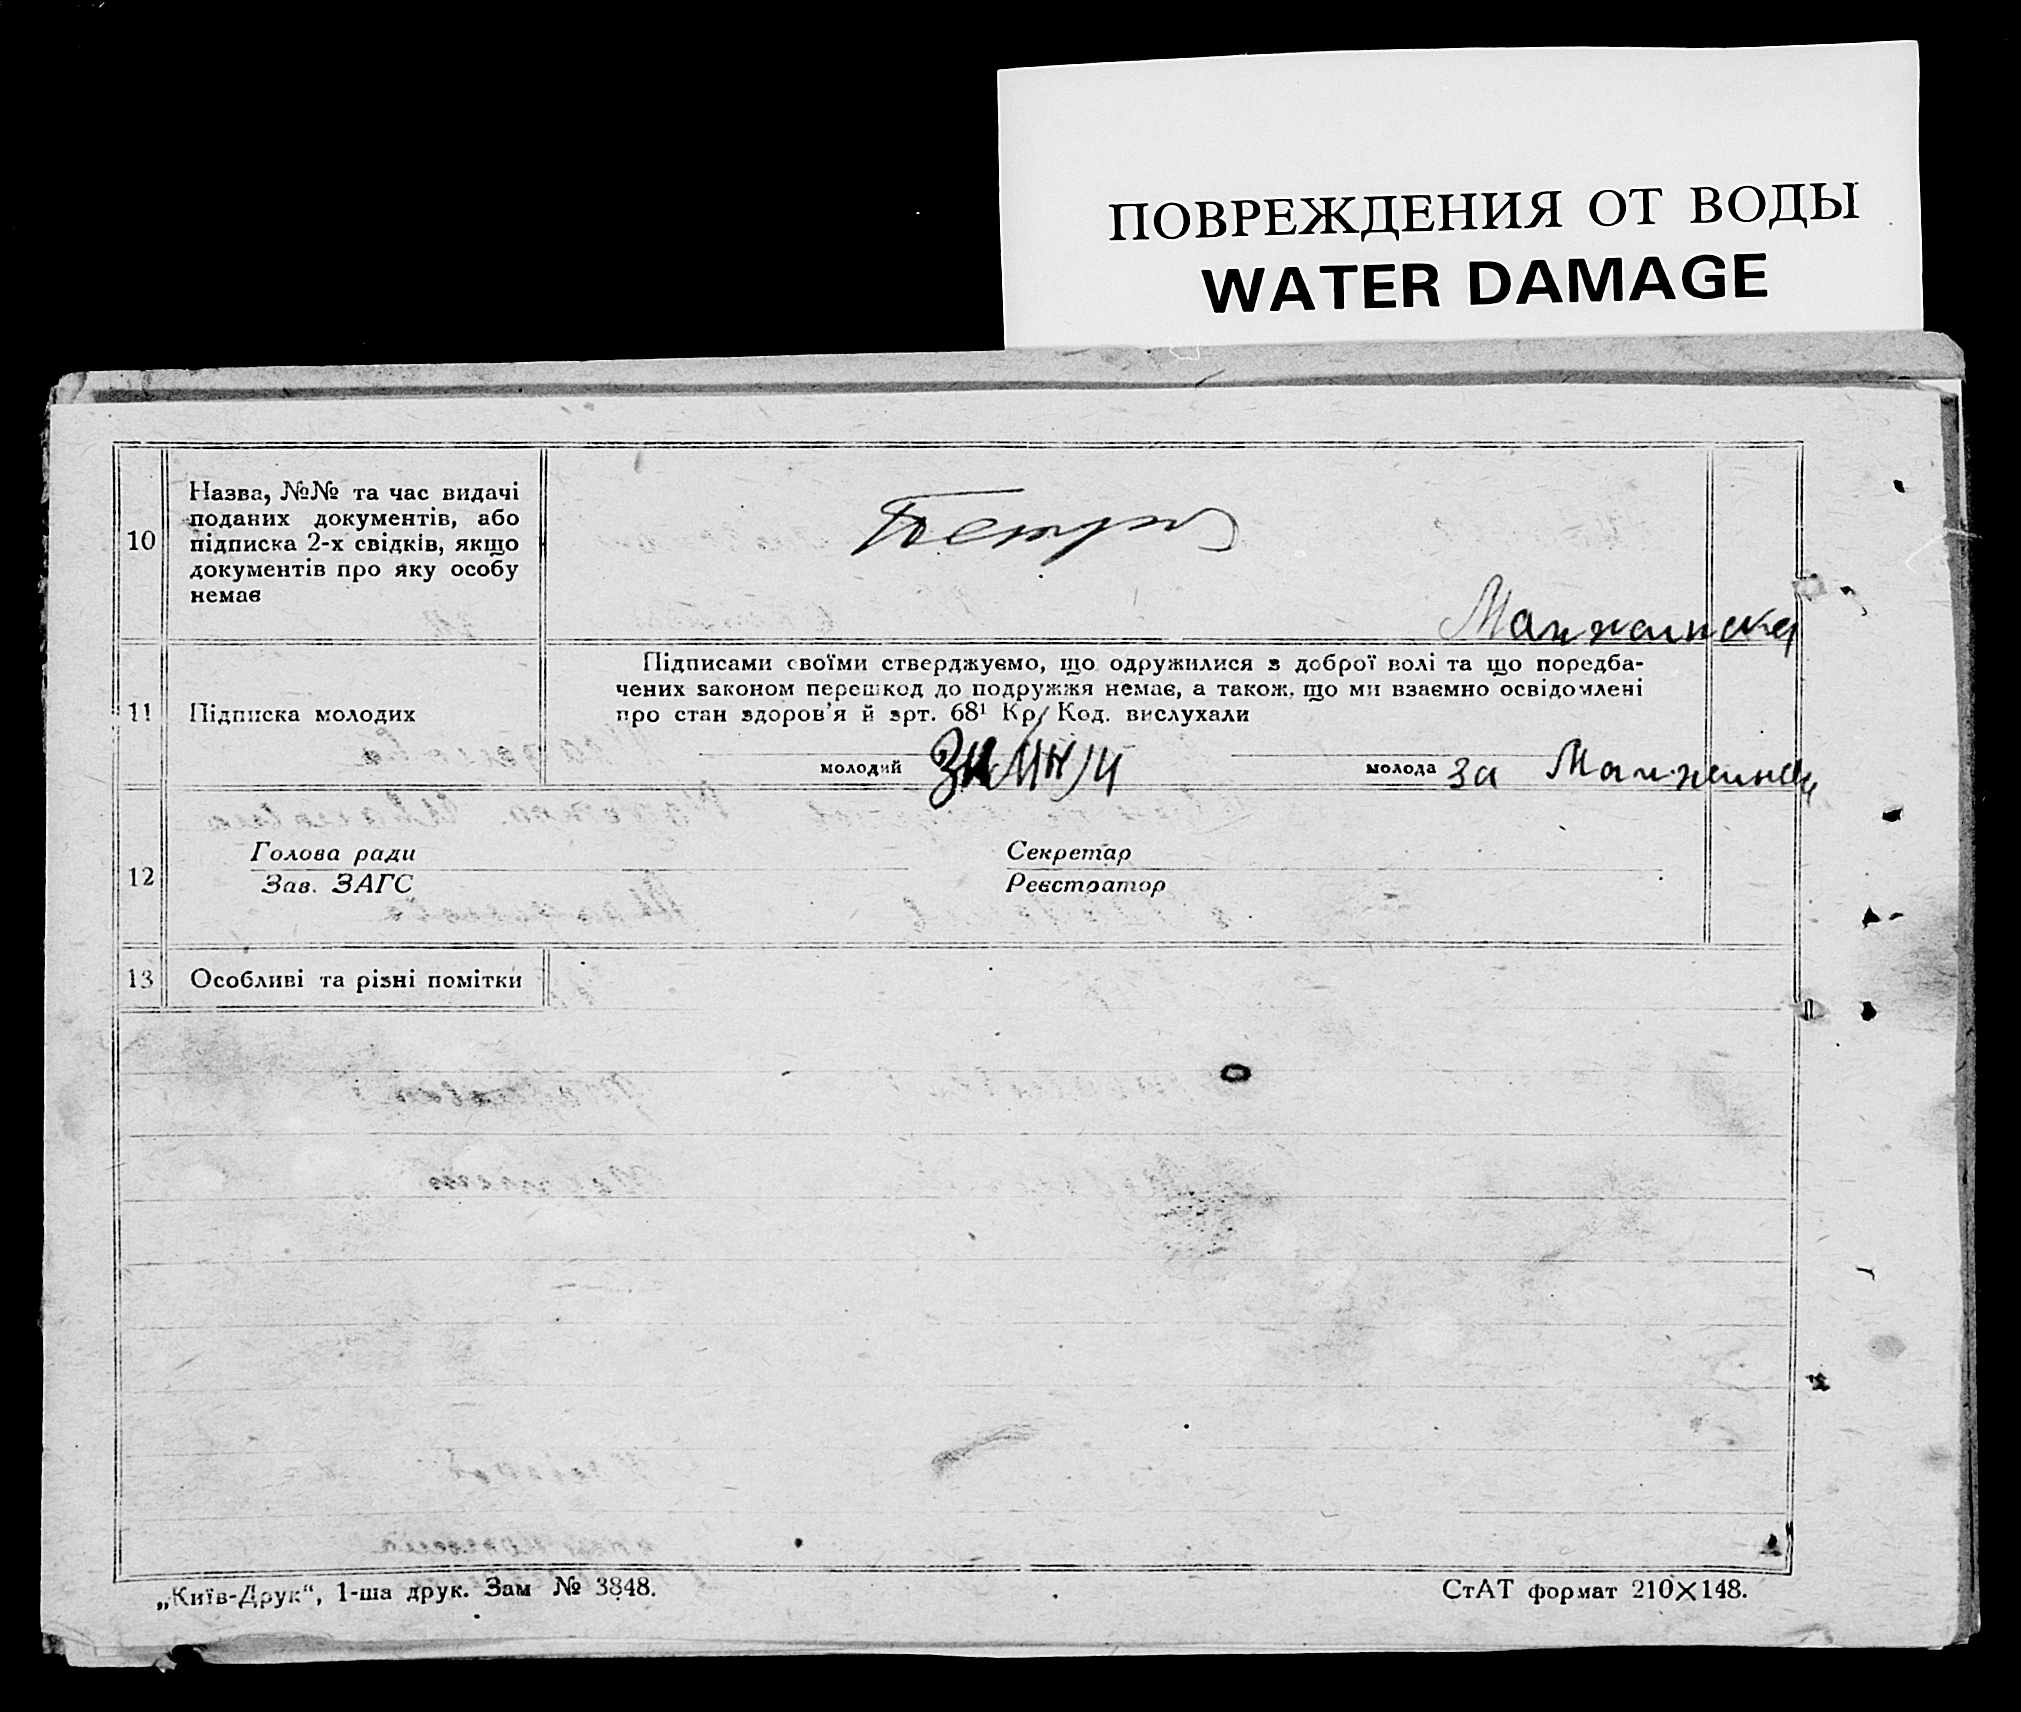 ПОВРЕЖДЕНИЯ ОТ ВОДЫ
WATER DAMAGE
10
Назва, №№ та час видачі
поданих документів, або
підписка 2-х свідків, якщо
документів про яку особу
немає
11
Підписка молодих
Підписами своїми стверджуємо, що одружилися з доброї волі та що поредба-
чених законом перешкод до подружжя немає, а також, що ми взаємно освідомлені
про стан здоров'я й арт. 68¹ Кр. Код. вислухали
молодий
молода за
12
Голова ради
Зав. ЗАГС
Секретар
Реєстратор
13
Особливі та різні помітки
„Київ-Друк“, 1-ша друк. Зам № 3848.
СтАТ формат 210×148.